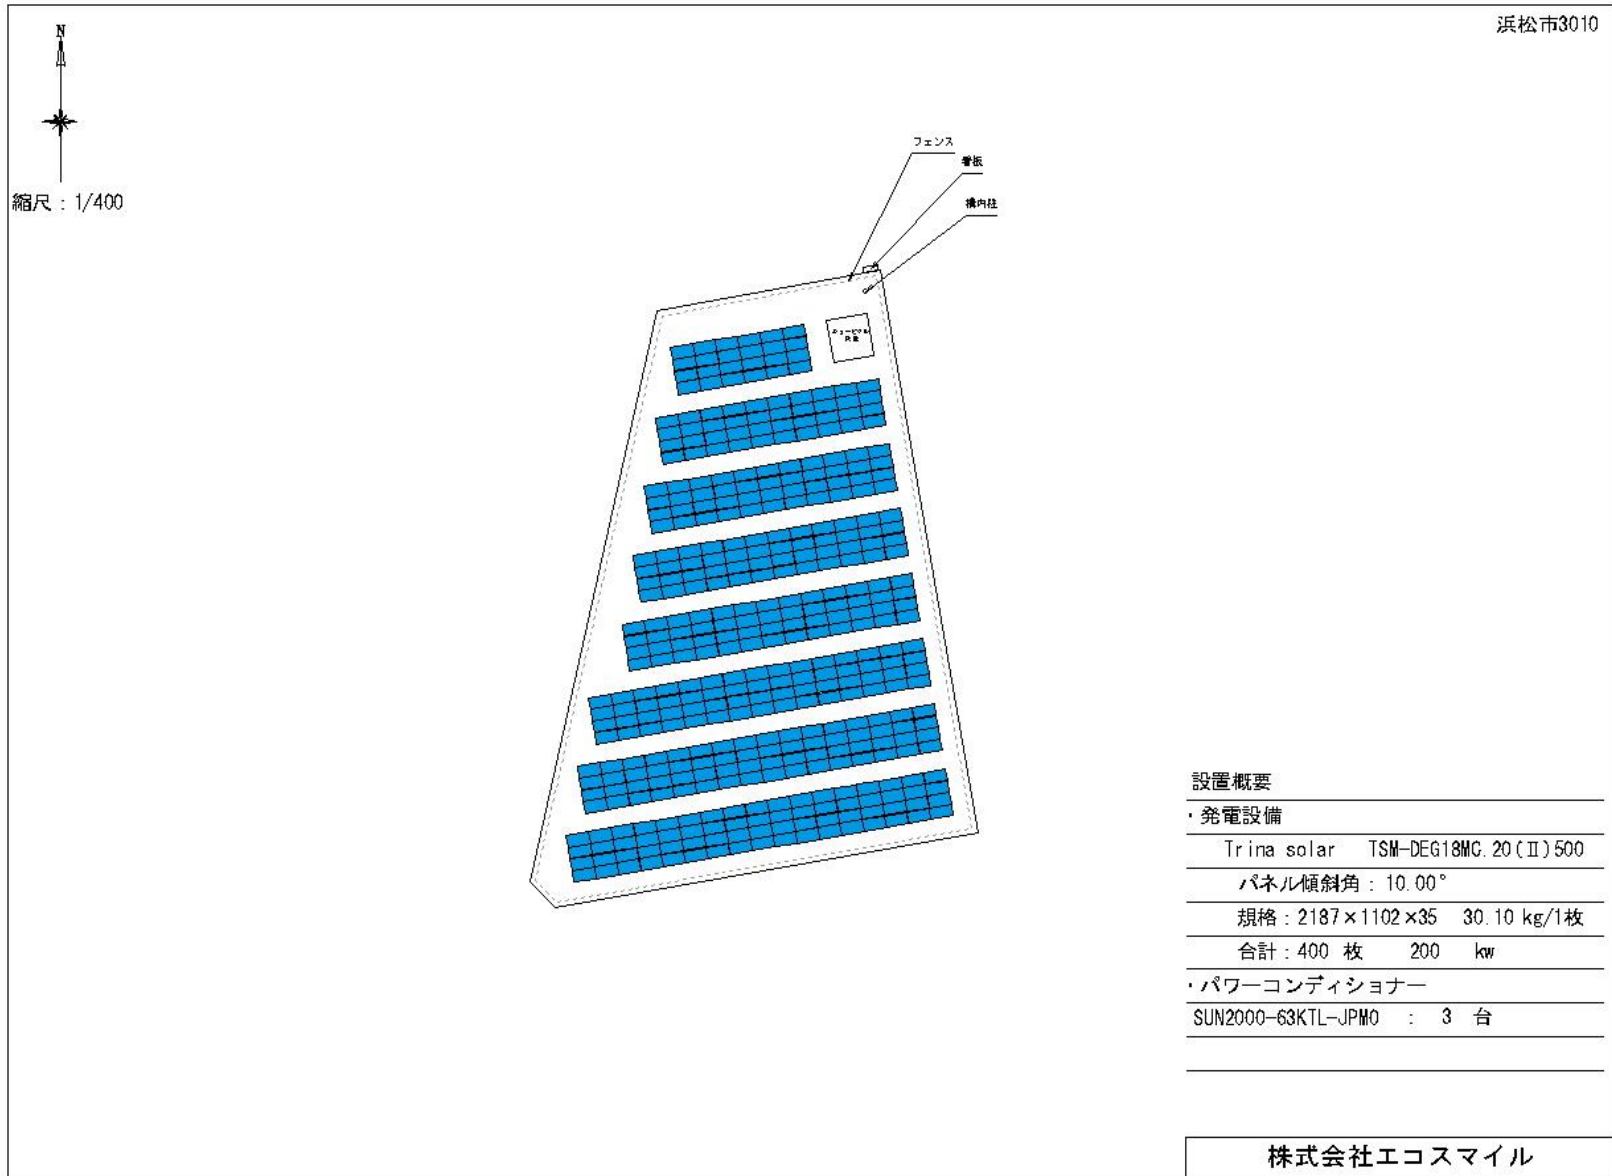 浜松市3010
N
縮尺：1/400
フェンス
看板
構内柱
設置概要
・発電設備
Trina solar TSM-DEG18MC.20(Ⅱ)500
パネル傾斜角：10.00°
規格：2187×1102×35 30.10 kg/1枚
合計：400 枚 200 kw
・パワーコンディショナー
SUN2000-63KTL-JPM0 ： 3 台
株式会社エコスマイル